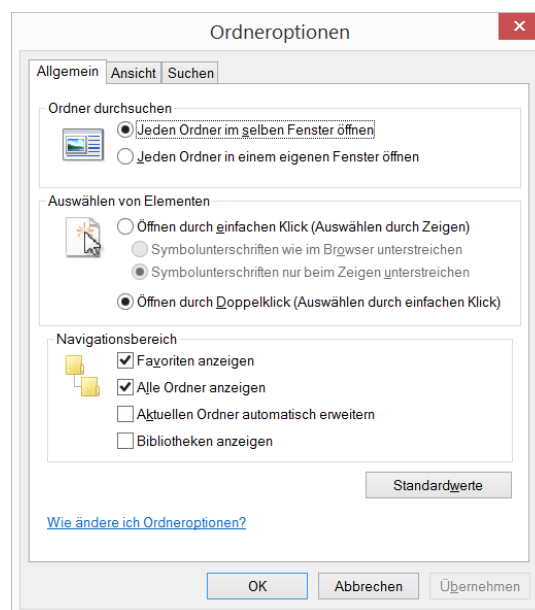 Ordneroptionen
Allgemein Ansicht Suchen
Ordner durchsuchen
Jeden Ordner im selben Fenster öffnen
Jeden Ordner in einem eigenen Fenster öffnen
Auswählen von Elementen
Öffnen durch einfachen Klick (Auswählen durch Zeigen)
Symbolunterschriften wie im Browser unterstreichen
Symbolunterschriften nur beim Zeigen unterstreichen
Öffnen durch Doppelklick (Auswählen durch einfachen Klick)
Navigationsbereich
Favoriten anzeigen
Alle Ordner anzeigen
Aktuellen Ordner automatisch erweitern
Bibliotheken anzeigen
Standardwerte
Wie ändere ich Ordneroptionen?
OK Abbrechen Übernehmen